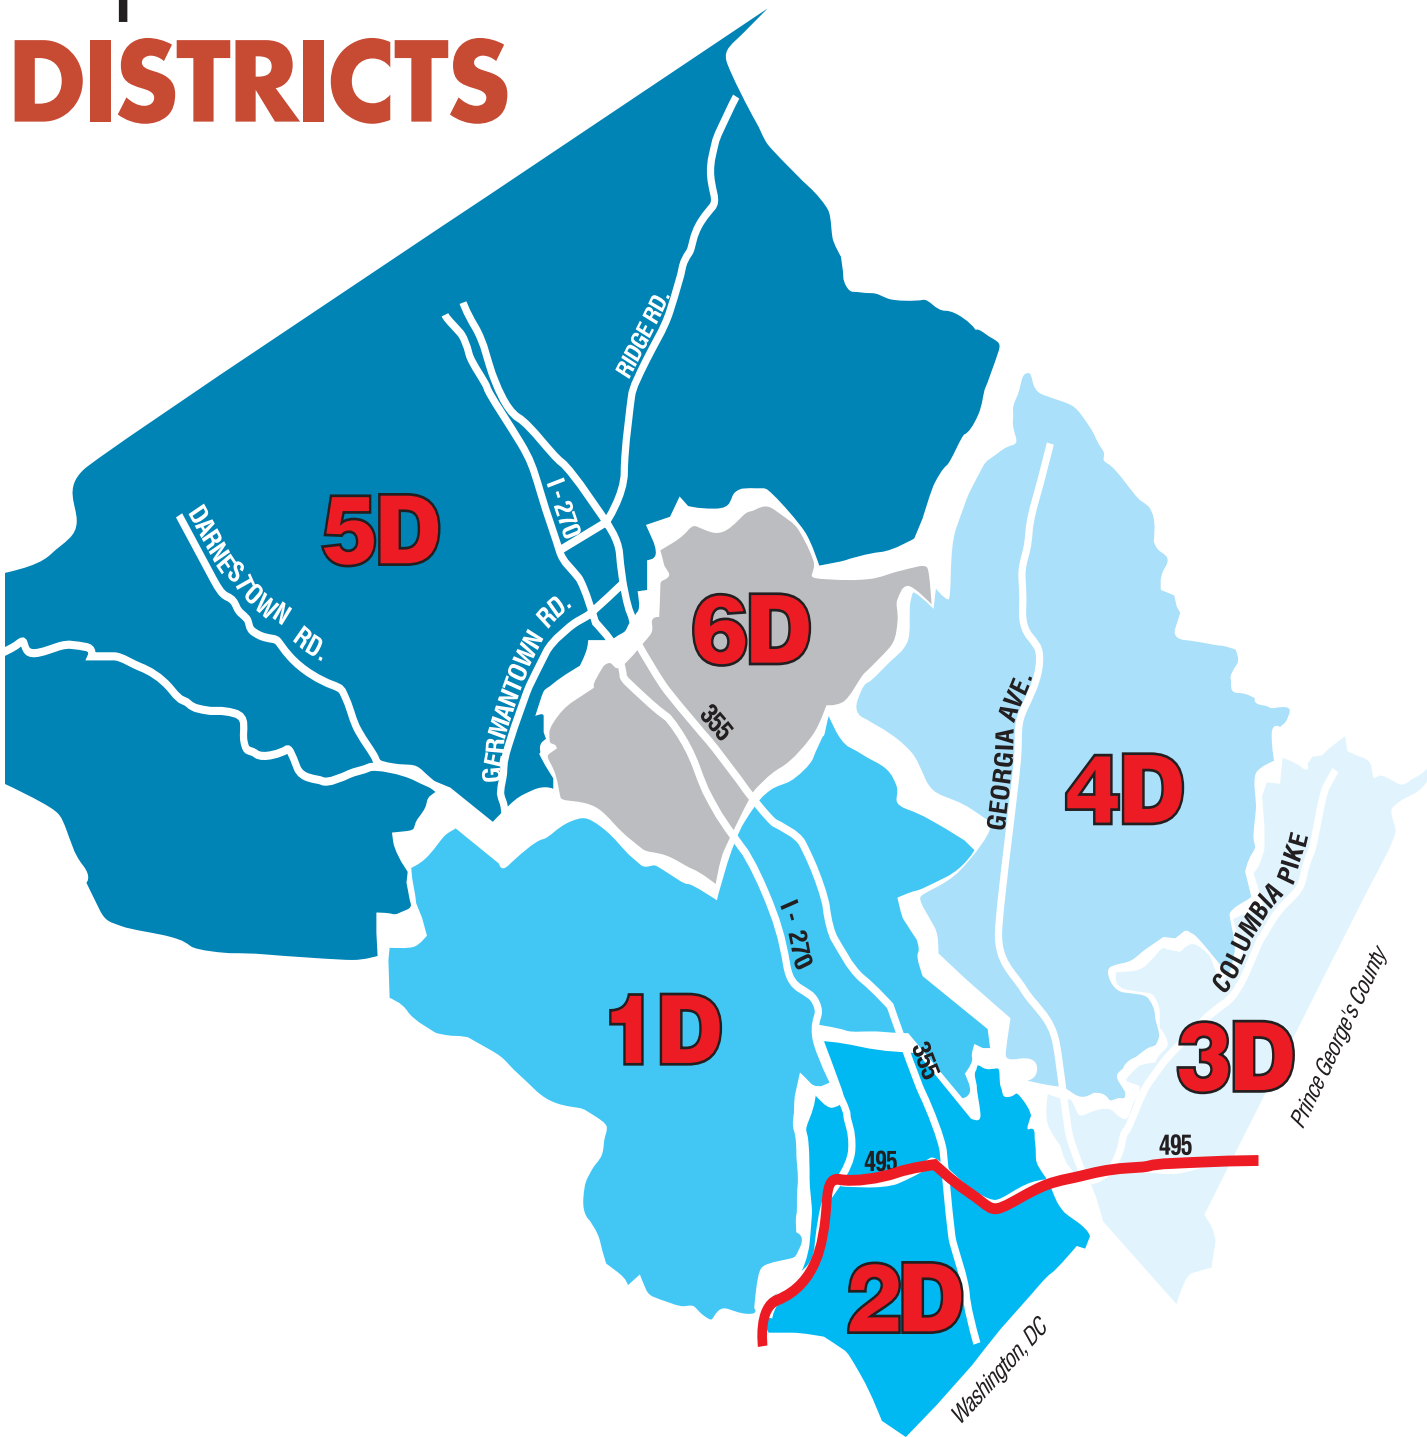 DISTRICTS
RIDGE RD.
I - 270
5D
DARNESTOWN RD.
GERMANTOWN RD.
6D
355
GEORGIA AVE.
4D
COLUMBIA PIKE
I - 270
1D
355
3D
Prince George's County
495
495
2D
Washington, DC